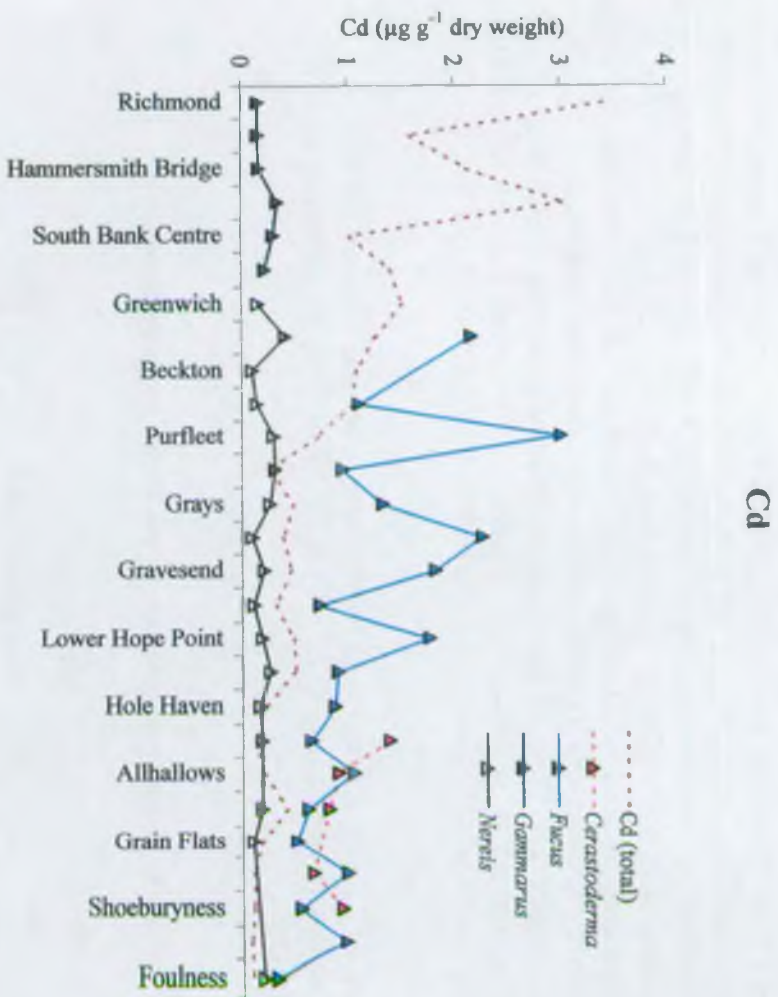 Cd
Cd (µg g⁻¹ dry weight)
0
1
2
3
4
Richmond
Hammersmith Bridge
South Bank Centre
Greenwich
Beckton
Purfleet
Grays
Gravesend
Lower Hope Point
Hole Haven
Allhallows
Grain Flats
Shoeburyness
Foulness
Cd (total)
Cerastoderma
Fucus
Gammarus
Nereis